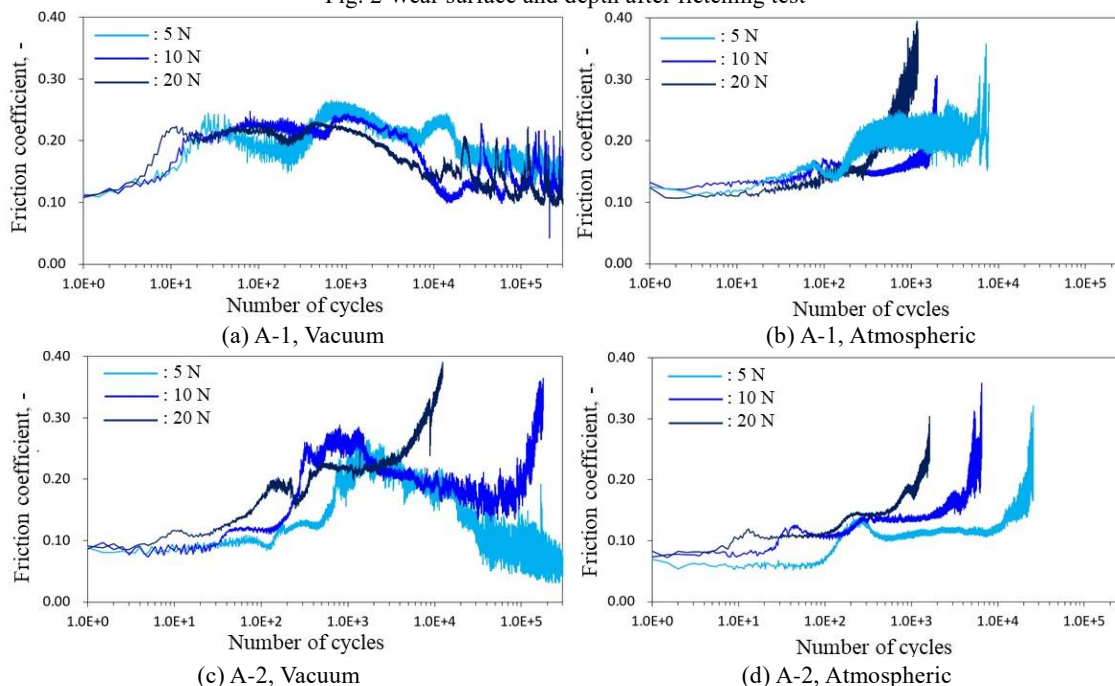 Fig. 2 Wear surface and depth after fletching test
0.40
0.30
0.20
0.10
0.00
Friction coefficient, -
: 5 N
: 10 N
: 20 N
1.0E+0 1.0E+1 1.0E+2 1.0E+3 1.0E+4 1.0E+5
Number of cycles
(a) A-1, Vacuum
0.40
0.30
0.20
0.10
0.00
Friction coefficient, -
: 5 N
: 10 N
: 20 N
1.0E+0 1.0E+1 1.0E+2 1.0E+3 1.0E+4 1.0E+5
Number of cycles
(b) A-1, Atmospheric
0.40
0.30
0.20
0.10
0.00
Friction coefficient, -
: 5 N
: 10 N
: 20 N
1.0E+0 1.0E+1 1.0E+2 1.0E+3 1.0E+4 1.0E+5
Number of cycles
(c) A-2, Vacuum
0.40
0.30
0.20
0.10
0.00
Friction coefficient, -
: 5 N
: 10 N
: 20 N
1.0E+0 1.0E+1 1.0E+2 1.0E+3 1.0E+4 1.0E+5
Number of cycles
(d) A-2, Atmospheric